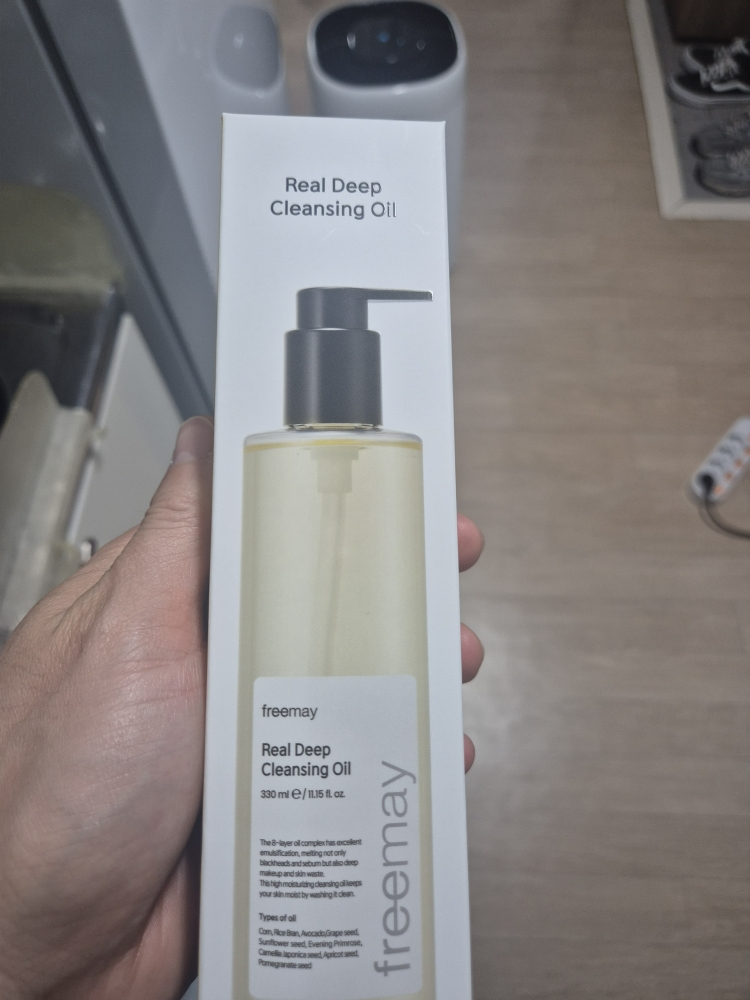 Real Deep
Cleansing Oil
freemay
Real Deep
Cleansing Oil
330 ml ℮ / 11.15 fl. oz.
The 8-layer oil complex has excellent
emulsification, melting not only
blackheads and sebum but also deep
makeup and skin waste.
This high moisturizing cleansing oil keeps
your skin moist by washing it clean.
Types of oil
Corn, Rice Bran, Avocado,Grape seed,
Sunflower seed, Evening Primrose,
Camellia Japonica seed, Apricot seed,
Pomegranate seed
freemay